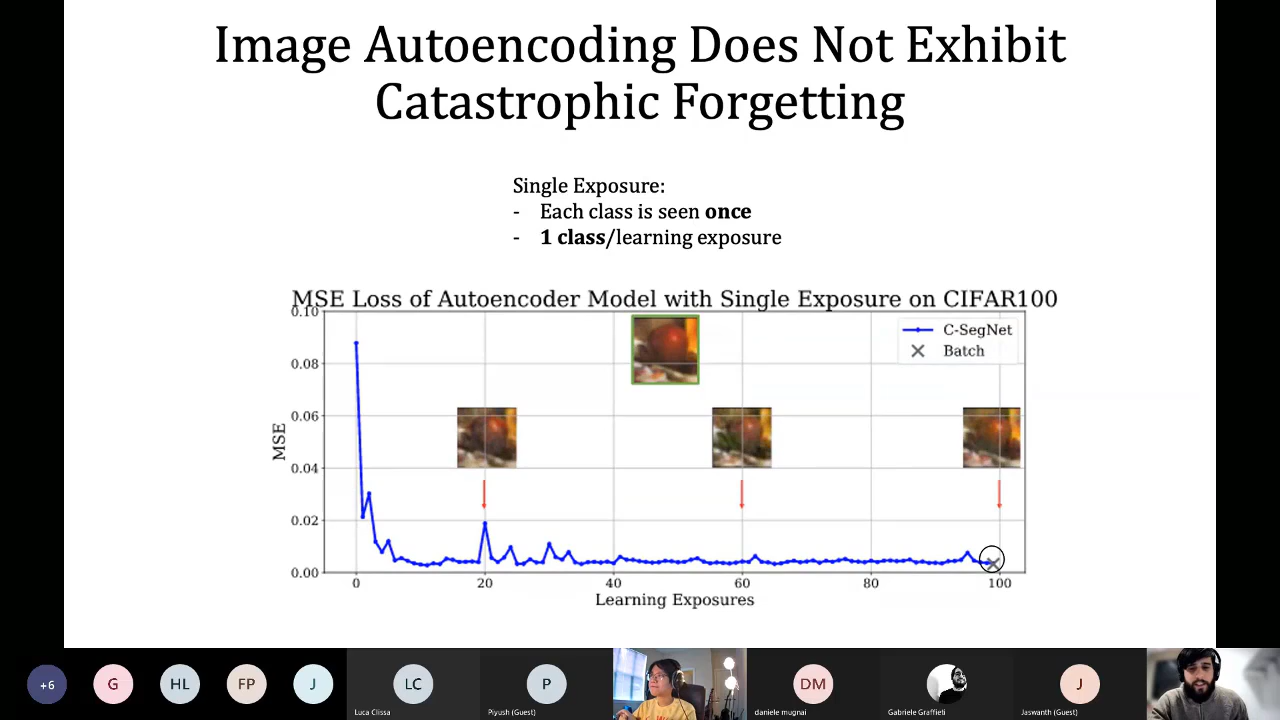 Image Autoencoding Does Not Exhibit
Catastrophic Forgetting
Single Exposure:
- Each class is seen once
- 1 class/learning exposure
MSE Loss of Autoencoder Model with Single Exposure on CIFAR100
0.10
0.08
0.06
0.04
0.02
0.00
MSE
C-SegNet
Batch
0 20 40 60 80 100
Learning Exposures
+6 G HL FP J LC P DM J
Luca Clissa Piyush (Guest) daniele mugnai Gabriele Graffieti Jaswanth (Guest)